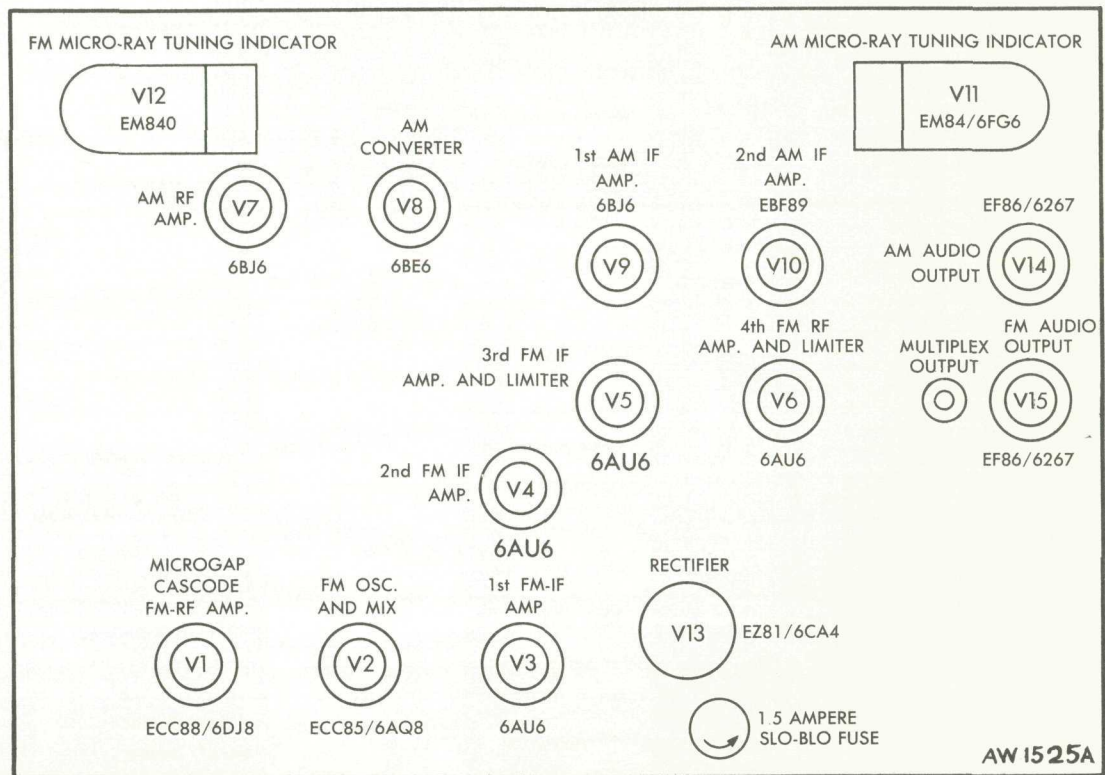 FM MICRO-RAY TUNING INDICATOR
V12
EM840
AM MICRO-RAY TUNING INDICATOR
V11
EM84/6FG6
AM RF
AMP.
V7
6BJ6
AM
CONVERTER
V8
6BE6
1st AM IF
AMP.
6BJ6
V9
2nd AM IF
AMP.
EBF89
V10
EF86/6267
AM AUDIO
OUTPUT
V14
3rd FM IF
AMP. AND LIMITER
V5
6AU6
4th FM RF
AMP. AND LIMITER
V6
6AU6
MULTIPLEX
OUTPUT
FM AUDIO
OUTPUT
V15
EF86/6267
2nd FM IF
AMP.
V4
6AU6
MICROGAP
CASCODE
FM-RF AMP.
V1
ECC88/6DJ8
FM OSC.
AND MIX
V2
ECC85/6AQ8
1st FM-IF
AMP
V3
6AU6
RECTIFIER
V13
EZ81/6CA4
1.5 AMPERE
SLO-BLO FUSE
AW1525A